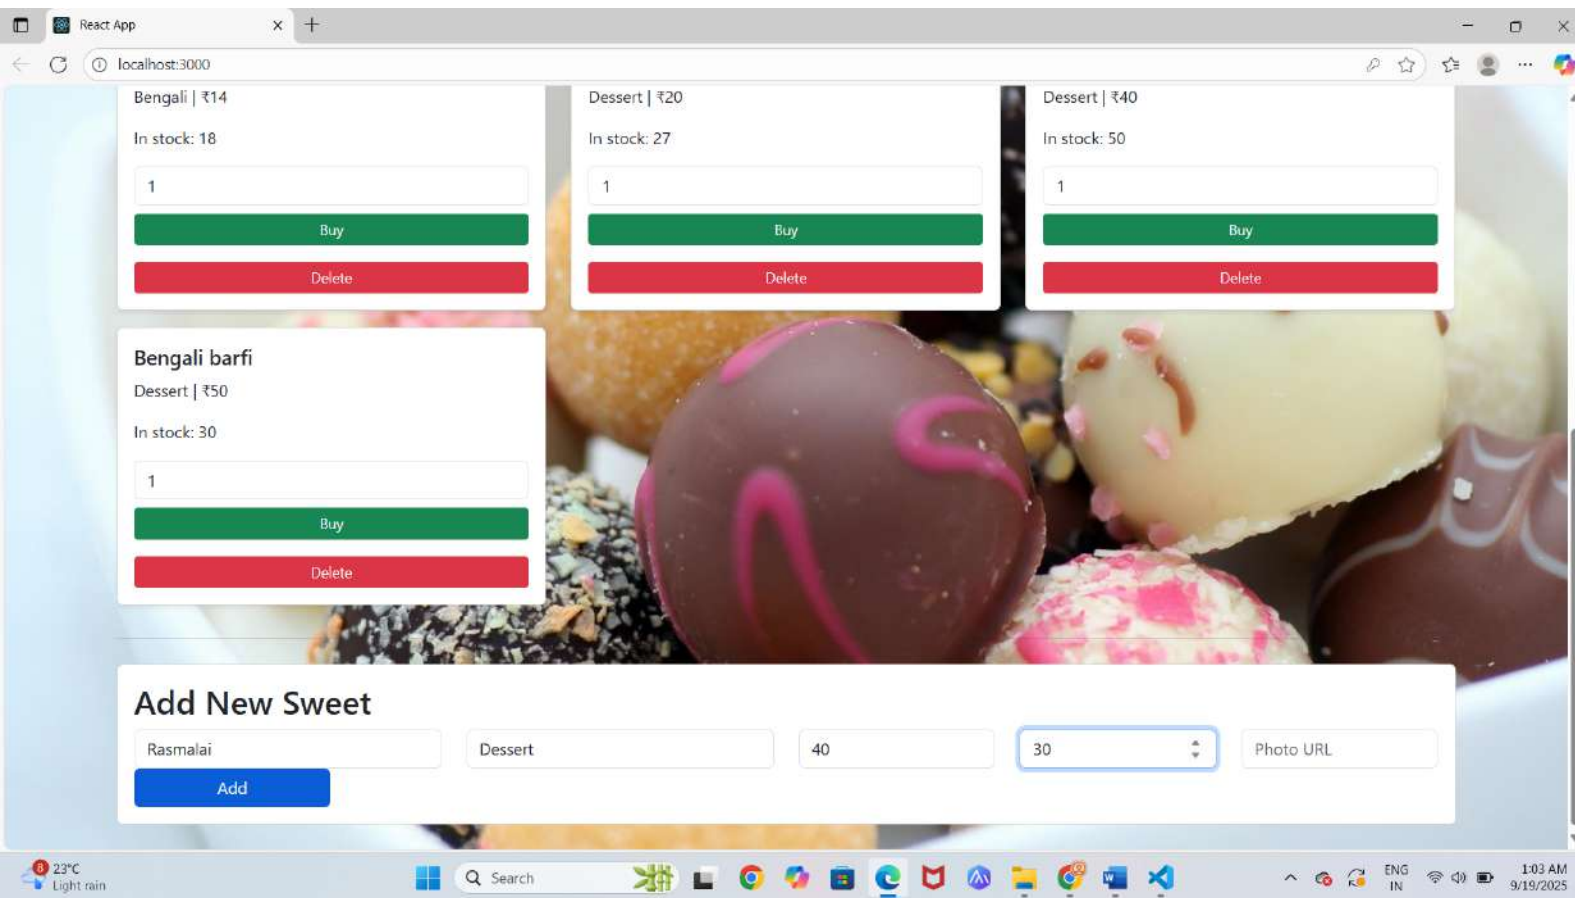 React App
localhost:3000
Bengali | ₹14
Dessert | ₹20
Dessert | ₹40
In stock: 18
In stock: 27
In stock: 50
1
1
1
Buy
Buy
Buy
Delete
Delete
Delete
Bengali barfi
Dessert | ₹50
In stock: 30
1
Buy
Delete
Add New Sweet
Rasmalai
Dessert
40
30
Photo URL
Add
8
23°C
Light rain
Search
ENG
IN
1:03 AM
9/19/2025